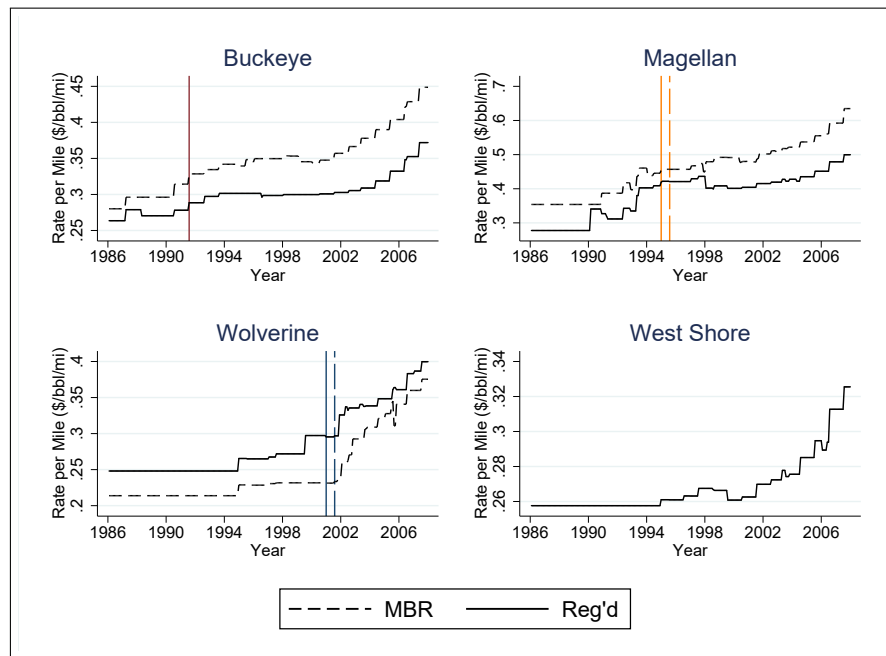 Buckeye
Rate per Mile ($/bbl/mi)
.25 .3 .35 .4 .45
1986 1990 1994 1998 2002 2006
Year
Magellan
Rate per Mile ($/bbl/mi)
.3 .4 .5 .6 .7
1986 1990 1994 1998 2002 2006
Year
Wolverine
Rate per Mile ($/bbl/mi)
.2 .25 .3 .35 .4
1986 1990 1994 1998 2002 2006
Year
West Shore
Rate per Mile ($/bbl/mi)
.26 .28 .3 .32 .34
1986 1990 1994 1998 2002 2006
Year
MBR Reg'd